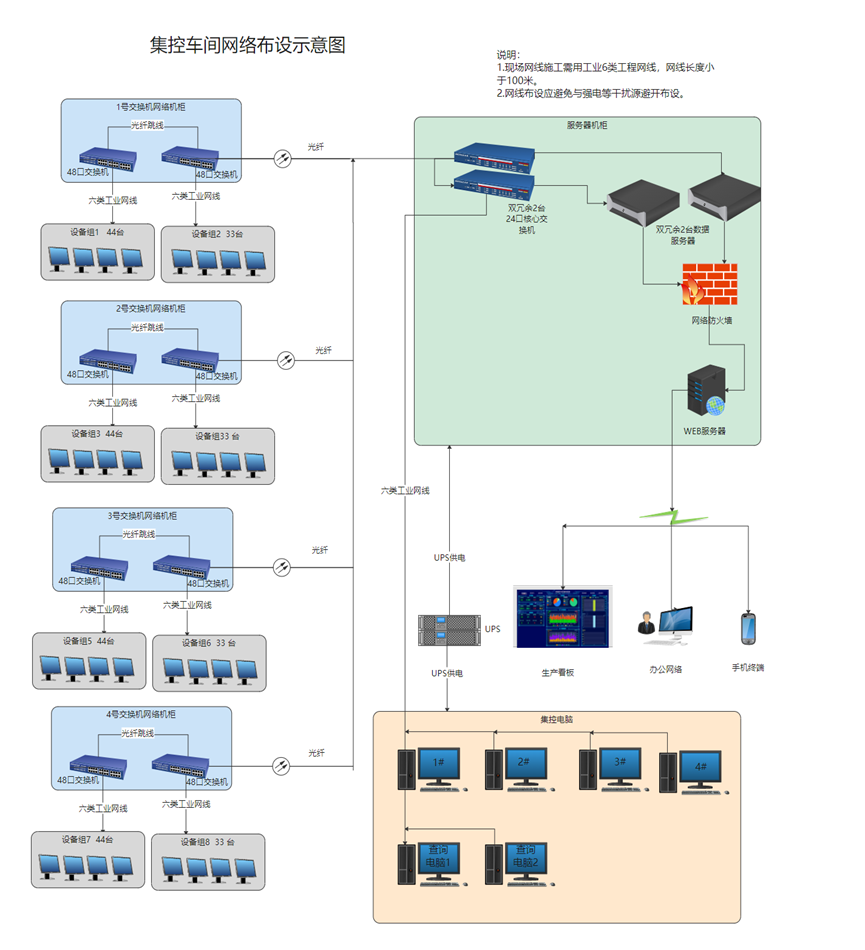 集控车间网络布设示意图
说明：
1.现场网线施工需用工业6类工程网线，网线长度小
于100米。
2.网线布设应避免与强电等干扰源避开布设。
1号交换机网络机柜
光纤跳线
48口交换机
48口交换机
光纤
六类工业网线
六类工业网线
设备组1 44台
设备组2 33台
2号交换机网络机柜
光纤跳线
48口交换机
48口交换机
光纤
六类工业网线
六类工业网线
设备组3 44台
设备组33 台
3号交换机网络机柜
光纤跳线
48口交换机
48口交换机
光纤
六类工业网线
六类工业网线
设备组5 44台
设备组6 33 台
4号交换机网络机柜
光纤跳线
48口交换机
48口交换机
光纤
六类工业网线
六类工业网线
设备组7 44台
设备组8 33 台
服务器机柜
双冗余2台
24口核心交
换机
双冗余2台数据
服务器
网络防火墙
WEB服务器
六类工业网线
UPS供电
UPS
UPS供电
生产看板
办公网络
手机终端
集控电脑
1#
2#
3#
4#
查询
电脑1
查询
电脑2